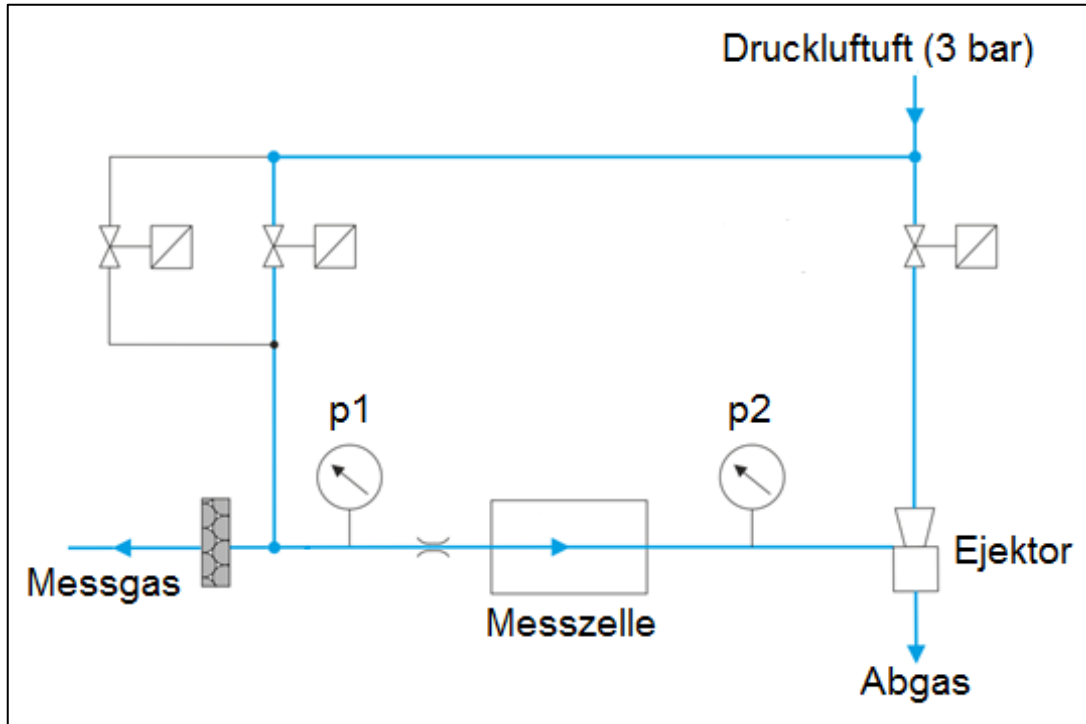 Druckluftuft (3 bar)
p1
p2
Messgas
Messzelle
Ejektor
Abgas